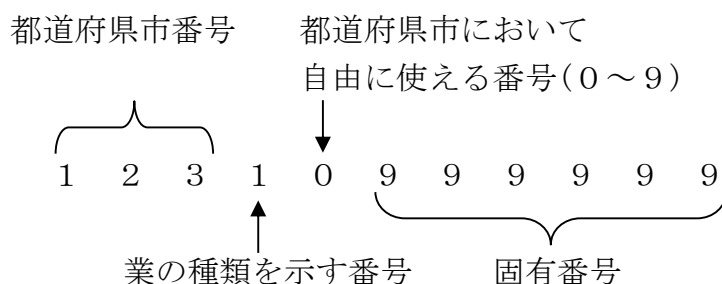 都道府県市番号
都道府県市において
自由に使える番号(0~9)
1 2 3 1 0 9 9 9 9 9 9
業の種類を示す番号
固有番号